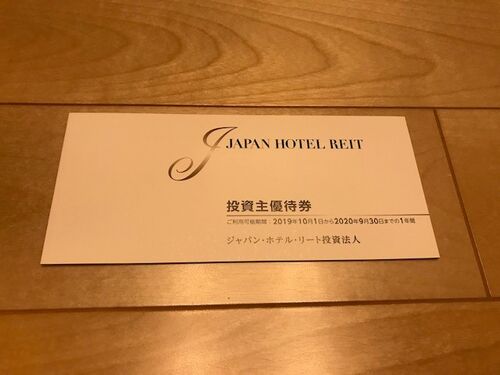 J JAPAN HOTEL REIT
投資主優待券
ご利用可能期間：2019年10月1日から2020年9月30日までの1年間
ジャパン・ホテル・リート投資法人